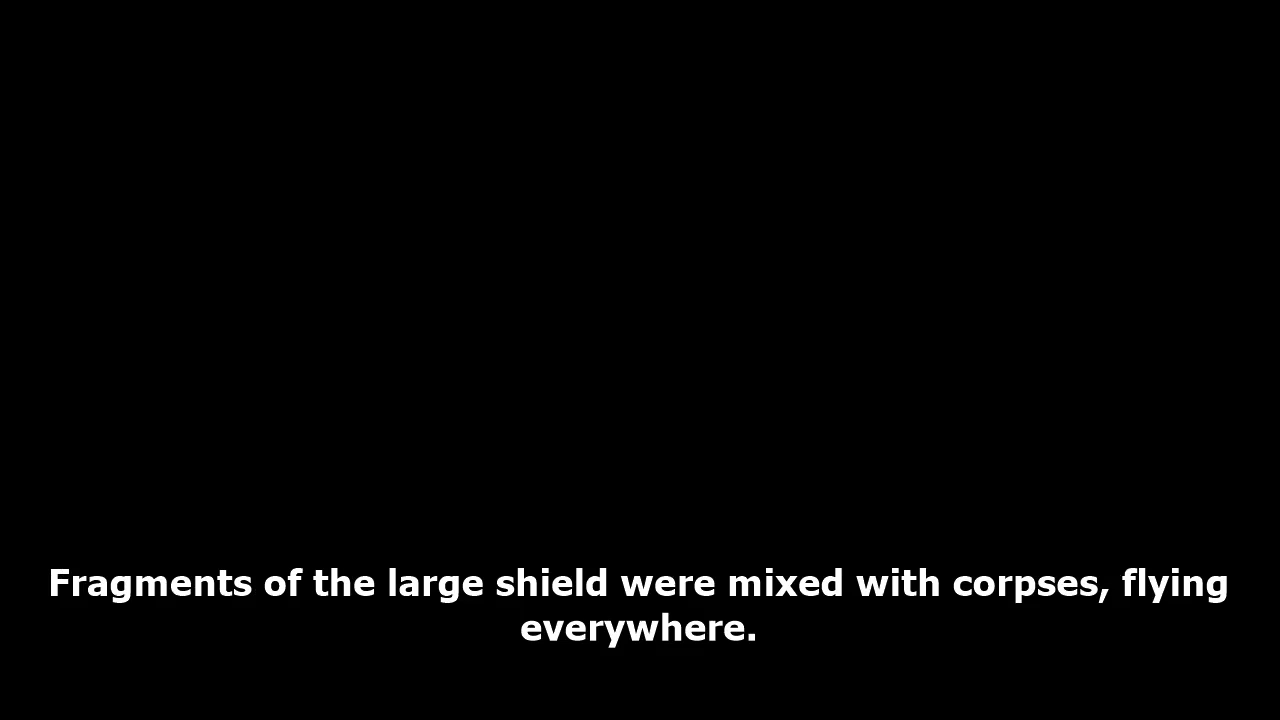 Fragments of the large shield were mixed with corpses, flying
everywhere.